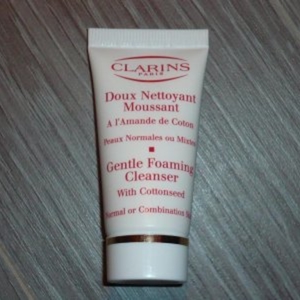 CLARINS
PARIS
Doux Nettoyant
Moussant
A l'Amande de Coton
Peaux Normales ou Mixtes
Gentle Foaming
Cleanser
With Cottonseed
Normal or Combination